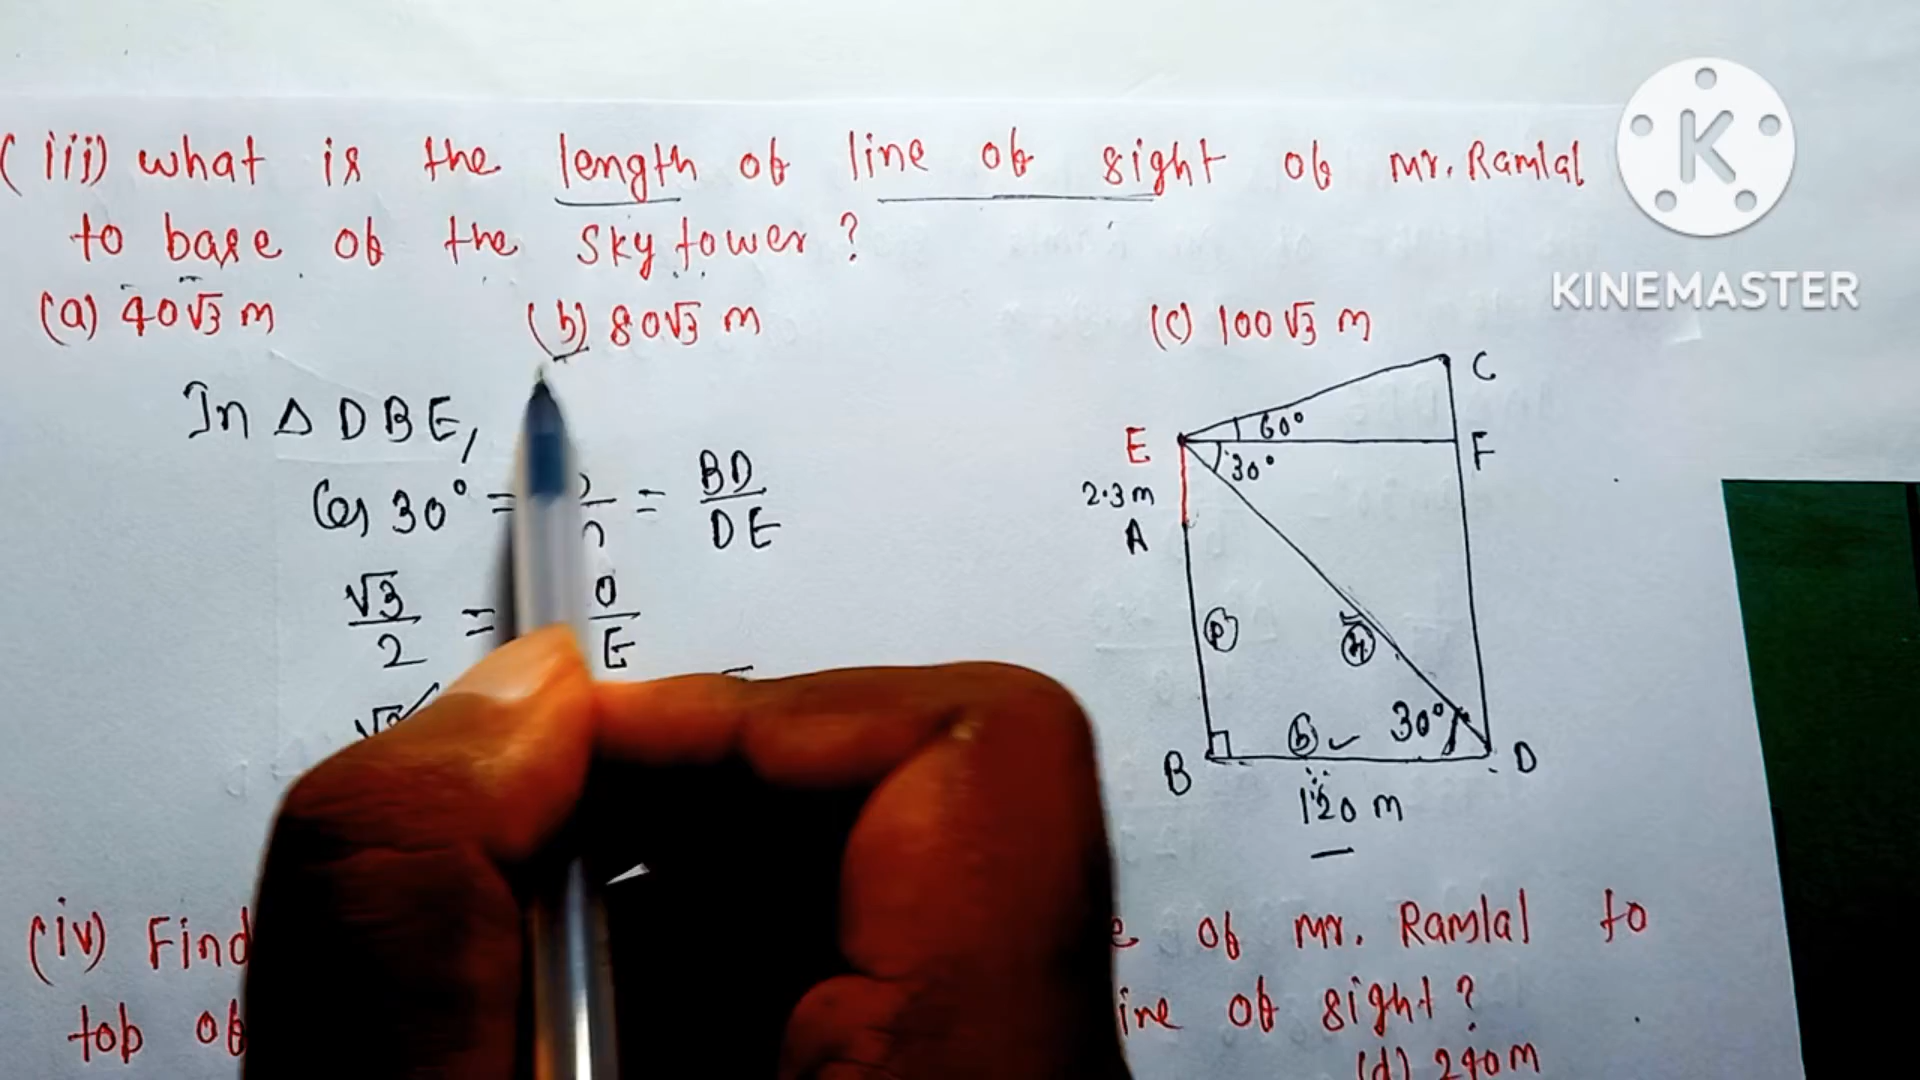 (iii) what is the length of line of sight of Mr. Ramlal
to base of the sky tower?
(a) 40√3 m (b) 80√3 m (c) 100√3 m
In Δ DBE,
Cos 30° = = BD/DE
√3/2 =
C
E 60° F
30°
2.3 m
A
p h
b 30°
B D
120 m
(iv) Find of Mr. Ramlal to
top of line of sight?
(d) 240 m
K
KINEMASTER